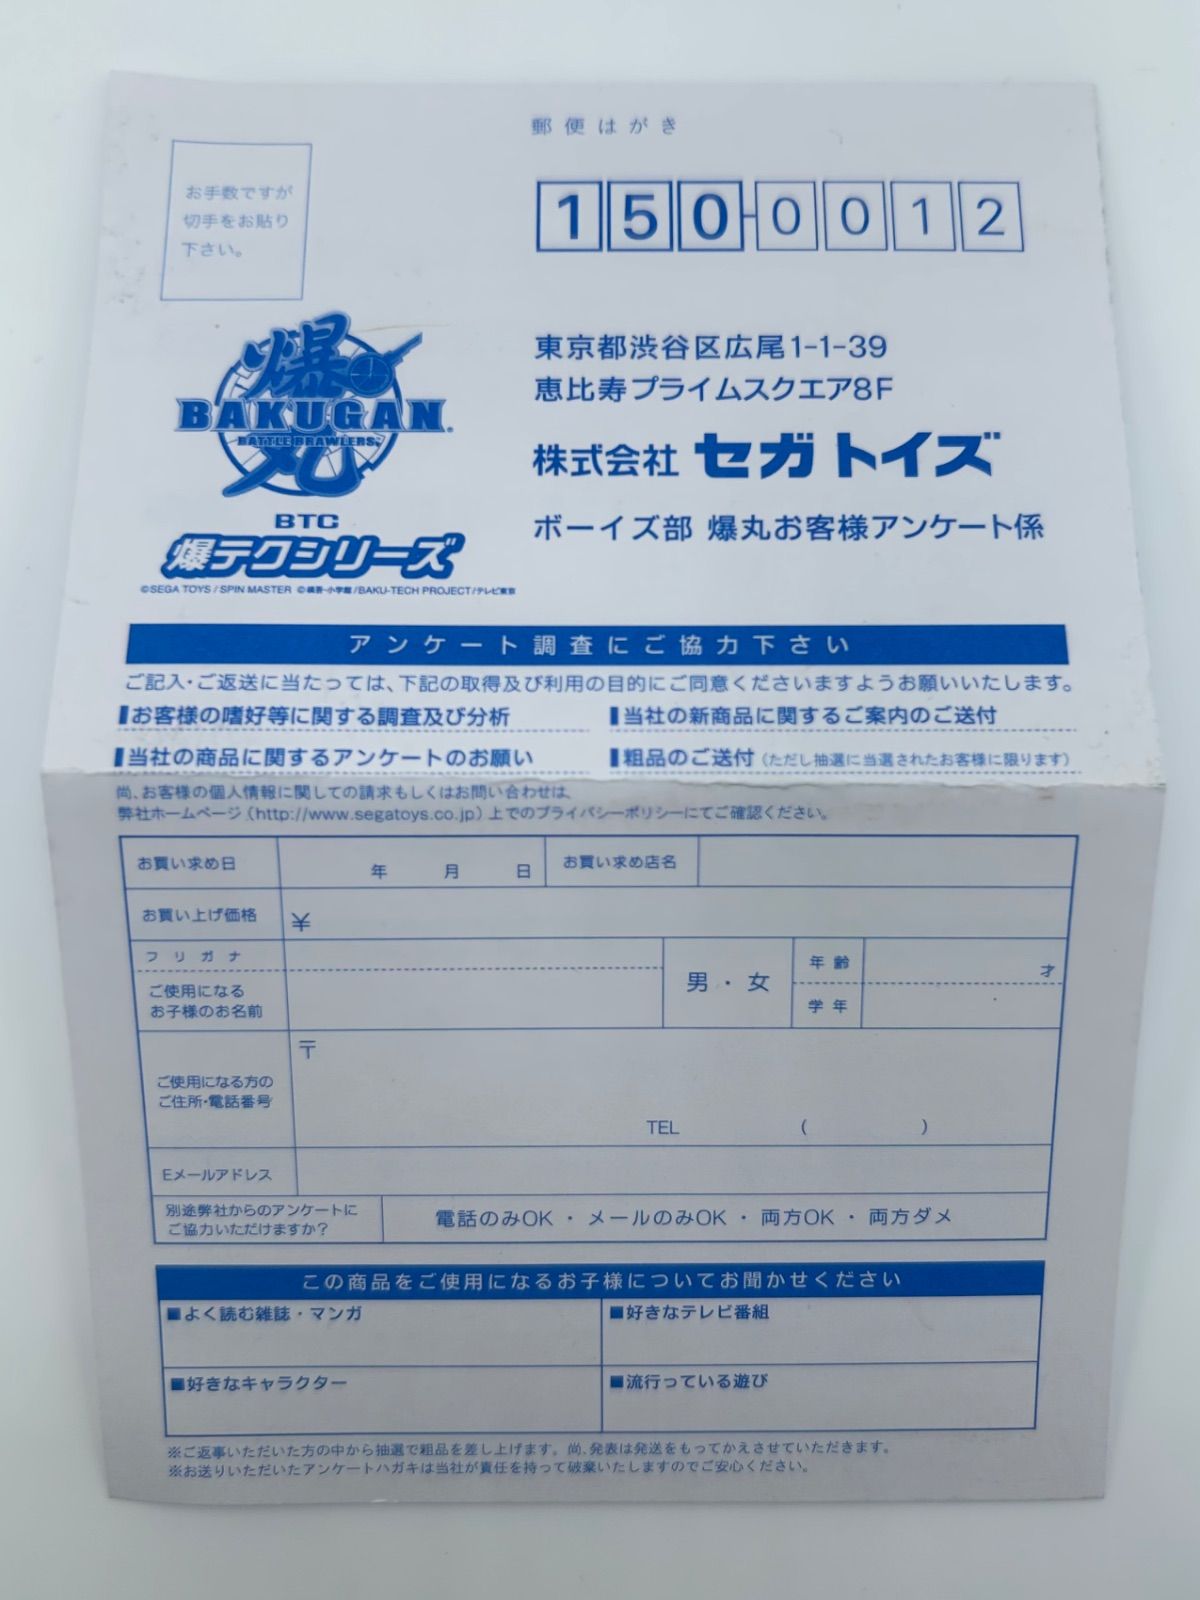 郵便はがき
お手数ですが
切手をお貼り
下さい。
150-0012
爆丸
BAKUGAN®
BATTLE BRAWLERS™
BTC
爆テクシリーズ
©SEGA TOYS / SPIN MASTER ©横吾・小学館/BAKU-TECH PROJECT/テレビ東京
東京都渋谷区広尾1-1-39
恵比寿プライムスクエア8F
株式会社 セガトイズ
ボーイズ部 爆丸お客様アンケート係
アンケート調査にご協力下さい
ご記入・ご返送に当たっては、下記の取得及び利用の目的にご同意くださいますようお願いいたします。
お客様の嗜好等に関する調査及び分析 当社の新商品に関するご案内のご送付
当社の商品に関するアンケートのお願い 粗品のご送付(ただし抽選に当選されたお客様に限ります)
尚、お客様の個人情報に関しての請求もしくはお問い合わせは、
弊社ホームページ(http://www.segatoys.co.jp)上でのプライバシーポリシーにてご確認ください。
お買い求め日 年 月 日 お買い求め店名
お買い上げ価格 ¥
フリガナ
ご使用になる
お子様のお名前
男・女
年齢 才
学年
ご使用になる方の
ご住所・電話番号
〒
TEL ( )
Eメールアドレス
別途弊社からのアンケートに
ご協力いただけますか?
電話のみOK・メールのみOK・両方OK・両方ダメ
この商品をご使用になるお子様についてお聞かせください
■よく読む雑誌・マンガ ■好きなテレビ番組
■好きなキャラクター ■流行っている遊び
※ご返事いただいた方の中から抽選で粗品を差し上げます。尚、発表は発送をもってかえさせていただきます。
※お送りいただいたアンケートハガキは当社が責任を持って破棄いたしますのでご安心ください。